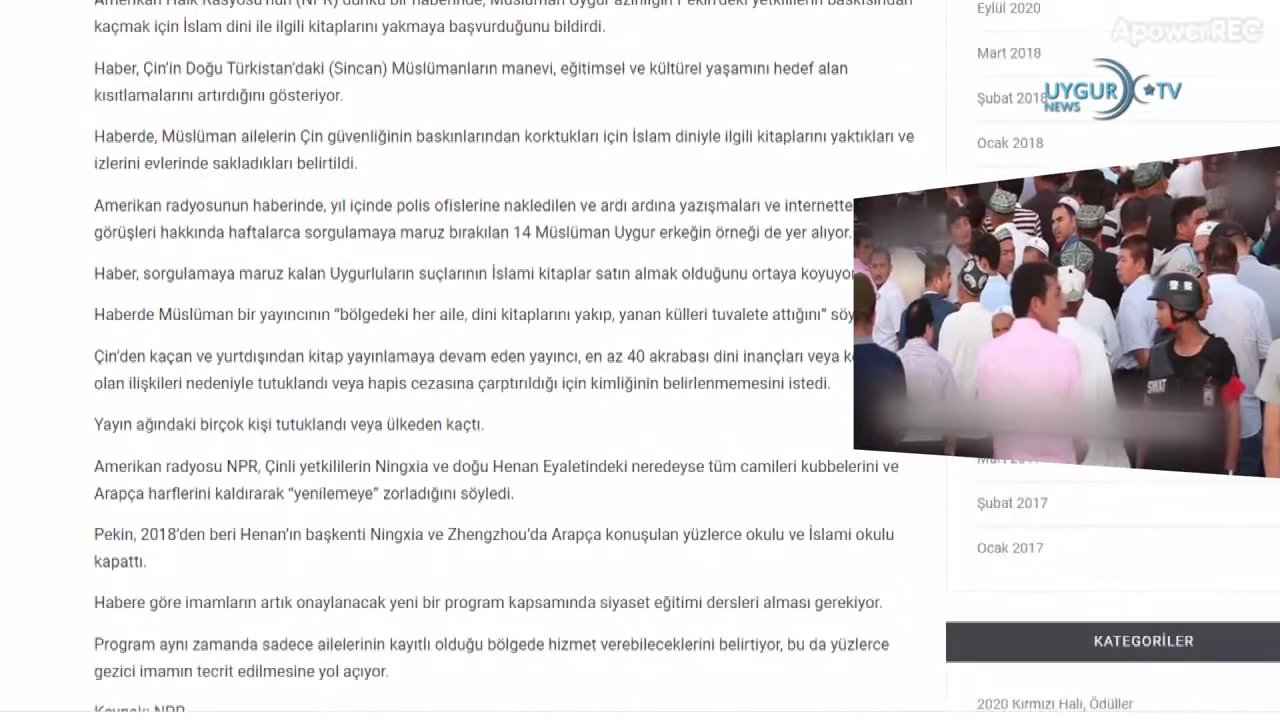 Amerikan Halk Rasyosu'nun (NPR) dünkü bir haberinde, Müslüman Uygur azınlığın Pekin'deki yetkililerin baskısından
kaçmak için İslam dini ile ilgili kitaplarını yakmaya başvurduğunu bildirdi.
Haber, Çin’in Doğu Türkistan’daki (Sincan) Müslümanların manevi, eğitimsel ve kültürel yaşamını hedef alan
kısıtlamalarını artırdığını gösteriyor.
Haberde, Müslüman ailelerin Çin güvenliğinin baskınlarından korktukları için İslam diniyle ilgili kitaplarını yaktıkları ve
izlerini evlerinde sakladıkları belirtildi.
Amerikan radyosunun haberinde, yıl içinde polis ofislerine nakledilen ve ardı ardına yazışmaları ve internette
görüşleri hakkında haftalarca sorgulamaya maruz bırakılan 14 Müslüman Uygur erkeğin örneği de yer alıyor.
Haber, sorgulamaya maruz kalan Uygurluların suçlarının İslami kitaplar satın almak olduğunu ortaya koyuyor
Haberde Müslüman bir yayıncının “bölgedeki her aile, dini kitaplarını yakıp, yanan külleri tuvalete attığını” söy
Çin’den kaçan ve yurtdışından kitap yayınlamaya devam eden yayıncı, en az 40 akrabası dini inançları veya k
olan ilişkileri nedeniyle tutuklandı veya hapis cezasına çarptırıldığı için kimliğinin belirlenmemesini istedi.
Yayın ağındaki birçok kişi tutuklandı veya ülkeden kaçtı.
Amerikan radyosu NPR, Çinli yetkililerin Ningxia ve doğu Henan Eyaletindeki neredeyse tüm camileri kubbelerini ve
Arapça harflerini kaldırarak “yenilemeye” zorladığını söyledi.
Pekin, 2018’den beri Henan’ın başkenti Ningxia ve Zhengzhou’da Arapça konuşulan yüzlerce okulu ve İslami okulu
kapattı.
Habere göre imamların artık onaylanacak yeni bir program kapsamında siyaset eğitimi dersleri alması gerekiyor.
Program aynı zamanda sadece ailelerinin kayıtlı olduğu bölgede hizmet verebileceklerini belirtiyor, bu da yüzlerce
gezici imamın tecrit edilmesine yol açıyor.
Kaynak: NPR
Eylül 2020
Mart 2018
Şubat 2018
Ocak 2018
Mart 2017
Şubat 2017
Ocak 2017
KATEGORİLER
2020 Kırmızı Halı, Ödüller
ApowerREC
UYGUR TV
NEWS
警察
SWAT